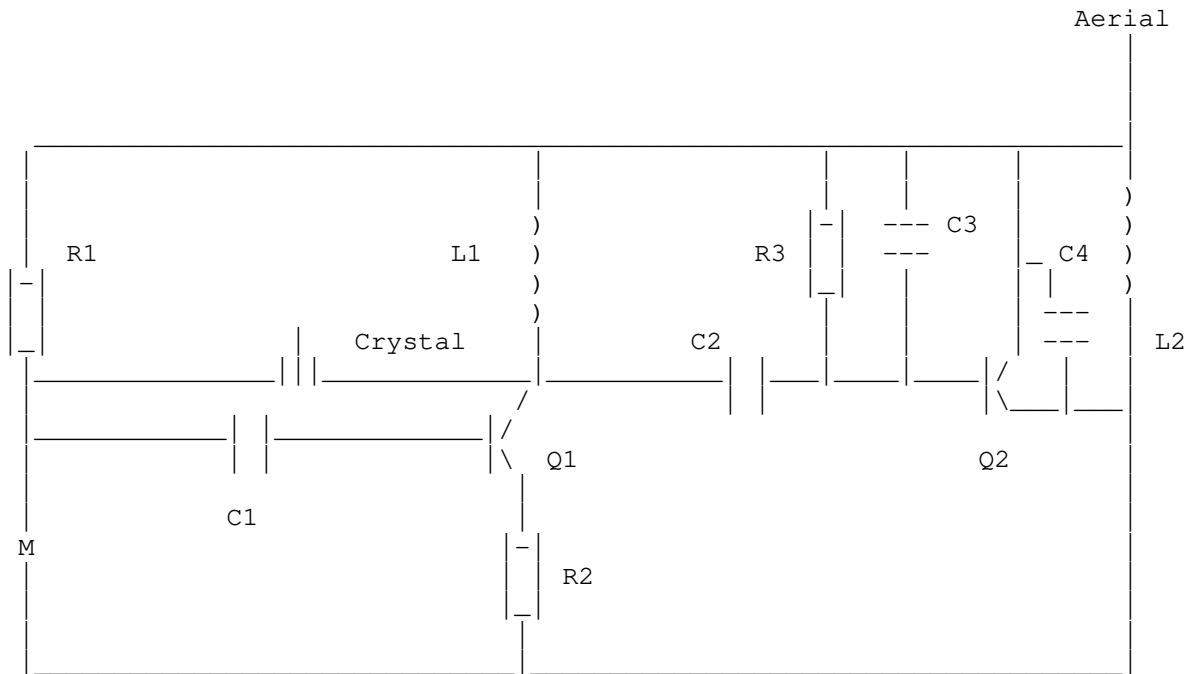 Aerial
C3
R1 L1 R3 C4
Crystal C2 L2
Q1 Q2
C1
M
R2